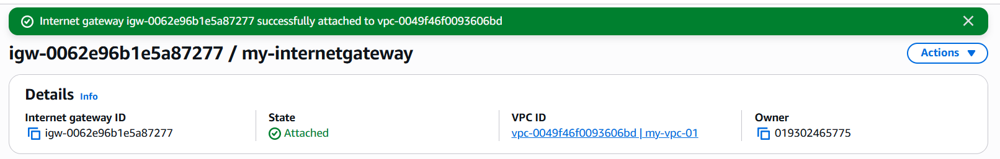 Internet gateway igw-0062e96b1e5a87277 successfully attached to vpc-0049f46f0093606bd
igw-0062e96b1e5a87277 / my-internetgateway
Actions
Details Info
Internet gateway ID
igw-0062e96b1e5a87277
State
Attached
VPC ID
vpc-0049f46f0093606bd | my-vpc-01
Owner
019302465775